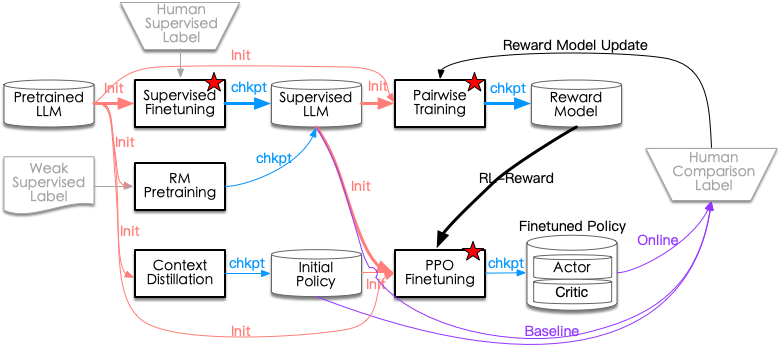 Human
Supervised
Label
Init
Reward Model Update
Pretrained
LLM
Init
Supervised
Finetuning
chkpt
Supervised
LLM
Init
Pairwise
Training
chkpt
Reward
Model
Init
Weak
Supervised
Label
RM
Pretraining
chkpt
Init
RL-Reward
Human
Comparison
Label
Init
Context
Distillation
chkpt
Initial
Policy
Init
PPO
Finetuning
chkpt
Finetuned Policy
Actor
Critic
Online
Init
Baseline